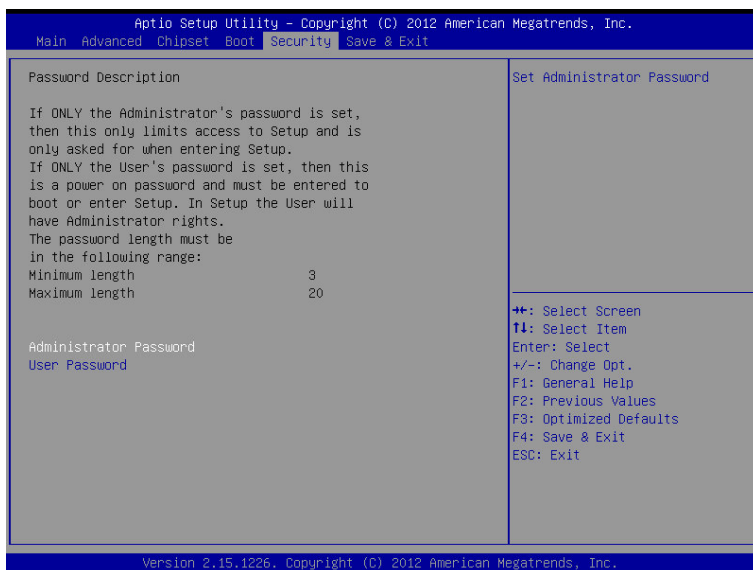 Aptio Setup Utility – Copyright (C) 2012 American Megatrends, Inc.
Main Advanced Chipset Boot Security Save & Exit
Password Description
If ONLY the Administrator's password is set,
then this only limits access to Setup and is
only asked for when entering Setup.
If ONLY the User's password is set, then this
is a power on password and must be entered to
boot or enter Setup. In Setup the User will
have Administrator rights.
The password length must be
in the following range:
Minimum length 3
Maximum length 20
Administrator Password
User Password
Set Administrator Password
→←: Select Screen
↑↓: Select Item
Enter: Select
+/-: Change Opt.
F1: General Help
F2: Previous Values
F3: Optimized Defaults
F4: Save & Exit
ESC: Exit
Version 2.15.1226. Copyright (C) 2012 American Megatrends, Inc.